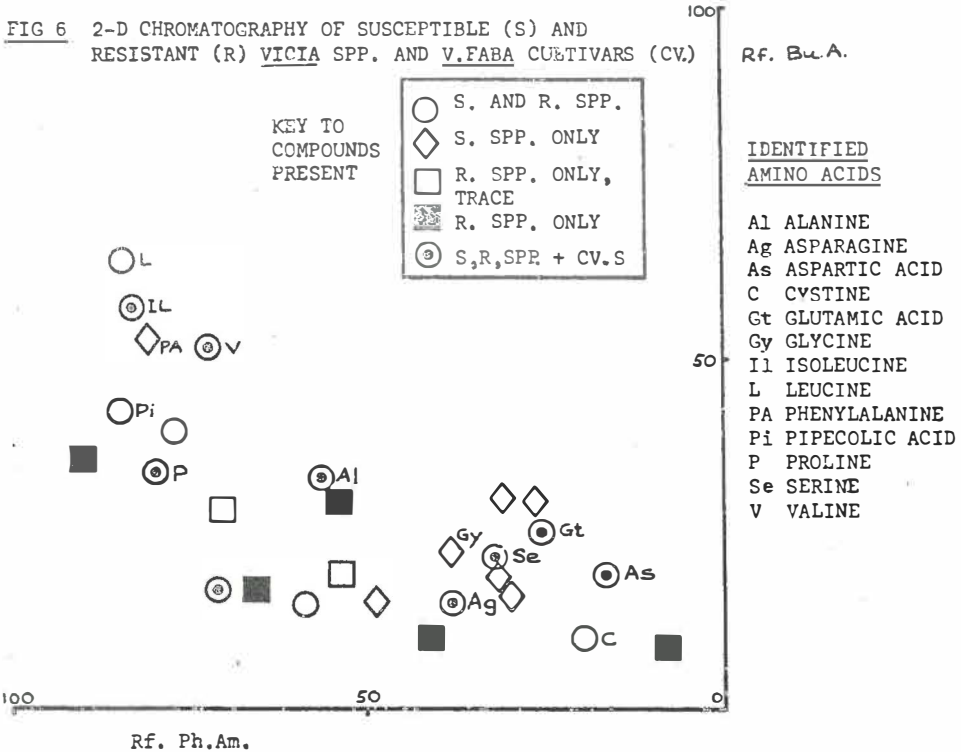 FIG 6 2-D CHROMATOGRAPHY OF SUSCEPTIBLE (S) AND
RESISTANT (R) VICIA SPP. AND V.FABA CULTIVARS (CV.)
100
Rf. Bu.A.
KEY TO
COMPOUNDS
PRESENT
S. AND R. SPP.
S. SPP. ONLY
R. SPP. ONLY,
TRACE
R. SPP. ONLY
S,R,SPP. + CV.S
IDENTIFIED
AMINO ACIDS
Al ALANINE
Ag ASPARAGINE
As ASPARTIC ACID
C CYSTINE
Gt GLUTAMIC ACID
Gy GLYCINE
Il ISOLEUCINE
L LEUCINE
PA PHENYLALANINE
Pi PIPECOLIC ACID
P PROLINE
Se SERINE
V VALINE
L
IL
PA
V
50
Pi
P
Al
Gy
Gt
Se
As
Ag
C
100
50
0
Rf. Ph.Am.